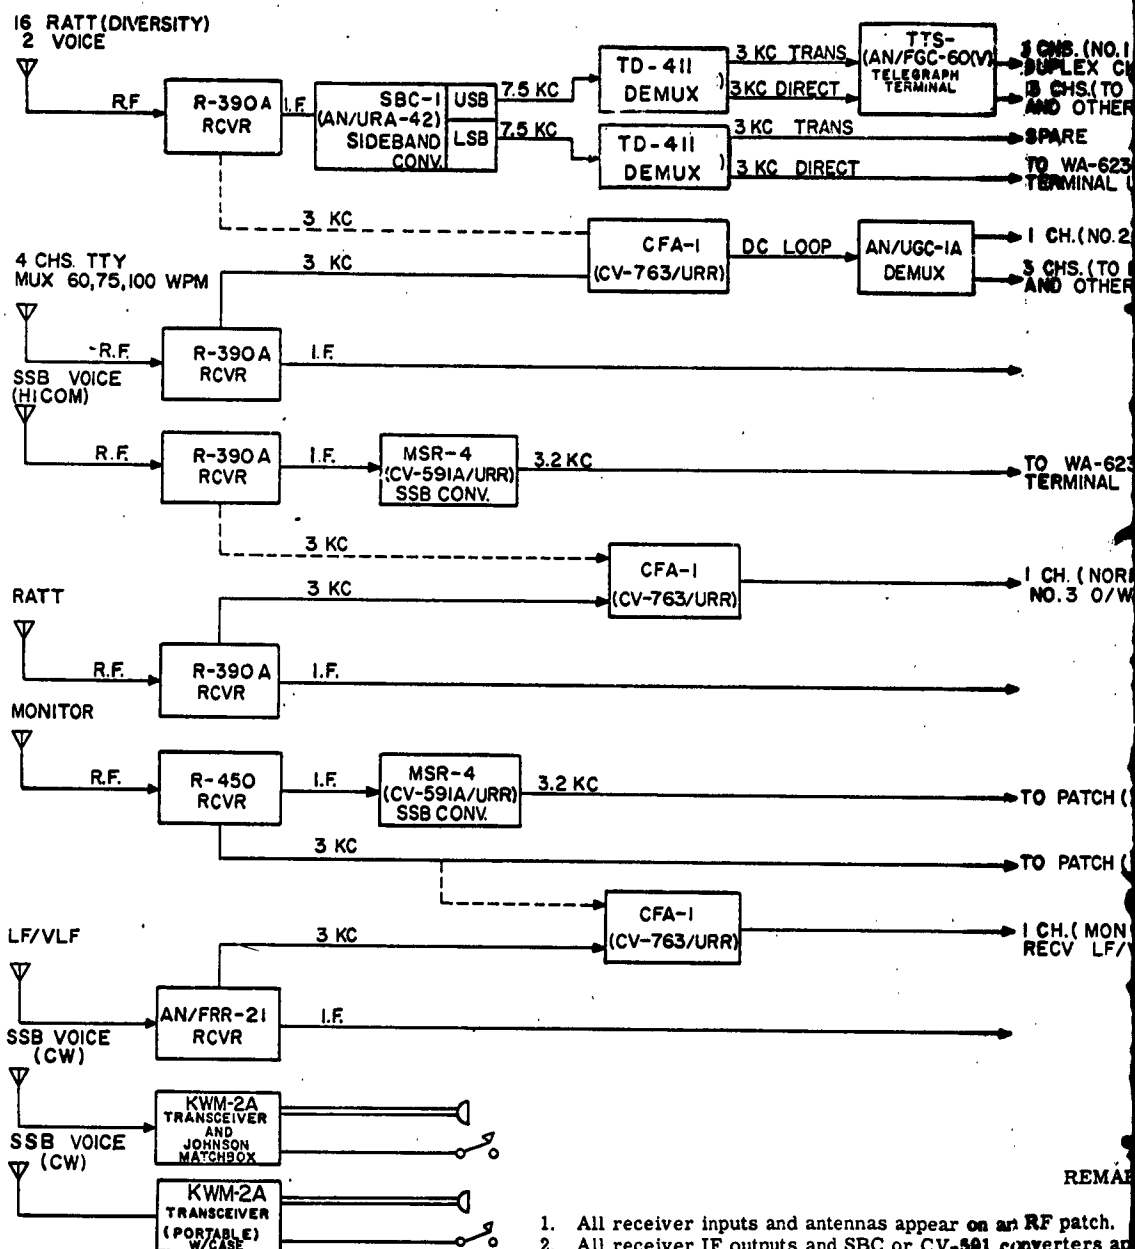 16 RATT (DIVERSITY)
2 VOICE
R.F
R-390A
RCVR
I.F.
SBC-1
(AN/URA-42)
SIDEBAND
CONV.
USB
LSB
7.5 KC
7.5 KC
TD-411
DEMUX
TD-411
DEMUX
3 KC TRANS
3KC DIRECT
3 KC TRANS
3 KC DIRECT
TTS-
(AN/FGC-60(V)
TELEGRAPH
TERMINAL
CHS. (NO.1
DUPLEX
CHS. (TO
AND OTHER
SPARE
TO WA-623
TERMINAL
3 KC
3 KC
CFA-1
(CV-763/URR)
DC LOOP
AN/UGC-1A
DEMUX
1 CH. (NO.2
3 CHS. (TO
AND OTHER
4 CHS. TTY
MUX 60,75,100 WPM
R.F.
R-390A
RCVR
I.F.
SSB VOICE
(HICOM)
R.F.
R-390A
RCVR
I.F.
MSR-4
(CV-591A/URR)
SSB CONV.
3.2 KC
TO WA-623
TERMINAL
3 KC
3 KC
CFA-1
(CV-763/URR)
1 CH. (NOR
NO.3 O/W
RATT
R.F.
R-390A
RCVR
I.F.
MONITOR
R.F.
R-450
RCVR
I.F.
MSR-4
(CV-591A/URR)
SSB CONV.
3.2 KC
TO PATCH (
3 KC
TO PATCH (
CFA-1
(CV-763/URR)
1 CH. (MON
RECV LF/
LF/VLF
3 KC
AN/FRR-21
RCVR
I.F.
SSB VOICE
(CW)
KWM-2A
TRANSCEIVER
AND
JOHNSON
MATCHBOX
SSB VOICE
(CW)
KWM-2A
TRANSCEIVER
(PORTABLE)
W/CASE
REMA
1. All receiver inputs and antennas appear on an RF patch.
2. All receiver IF outputs and SBC or CV-591 converters ap